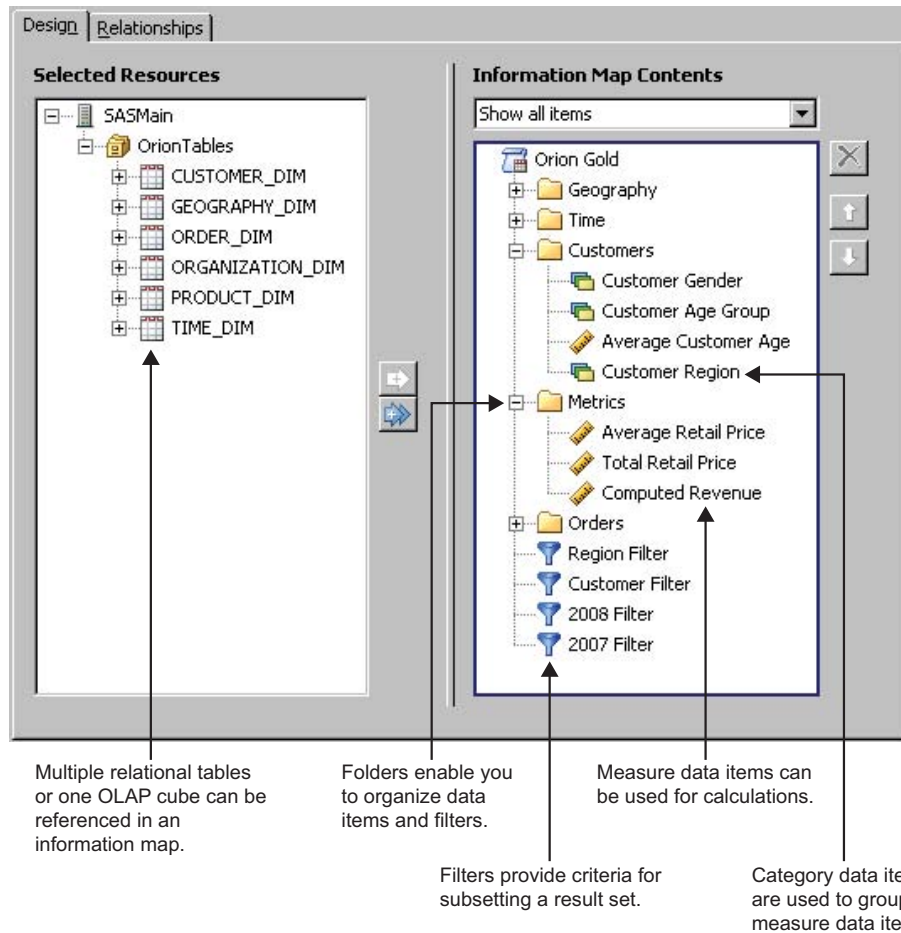 Design
Relationships
Selected Resources
SASMain
OrionTables
CUSTOMER_DIM
GEOGRAPHY_DIM
ORDER_DIM
ORGANIZATION_DIM
PRODUCT_DIM
TIME_DIM
Information Map Contents
Show all items
Orion Gold
Geography
Time
Customers
Customer Gender
Customer Age Group
Average Customer Age
Customer Region
Metrics
Average Retail Price
Total Retail Price
Computed Revenue
Orders
Region Filter
Customer Filter
2008 Filter
2007 Filter
Multiple relational tables
or one OLAP cube can be
referenced in an
information map.
Folders enable you
to organize data
items and filters.
Measure data items can
be used for calculations.
Filters provide criteria for
subsetting a result set.
Category data ite
are used to group
measure data ite